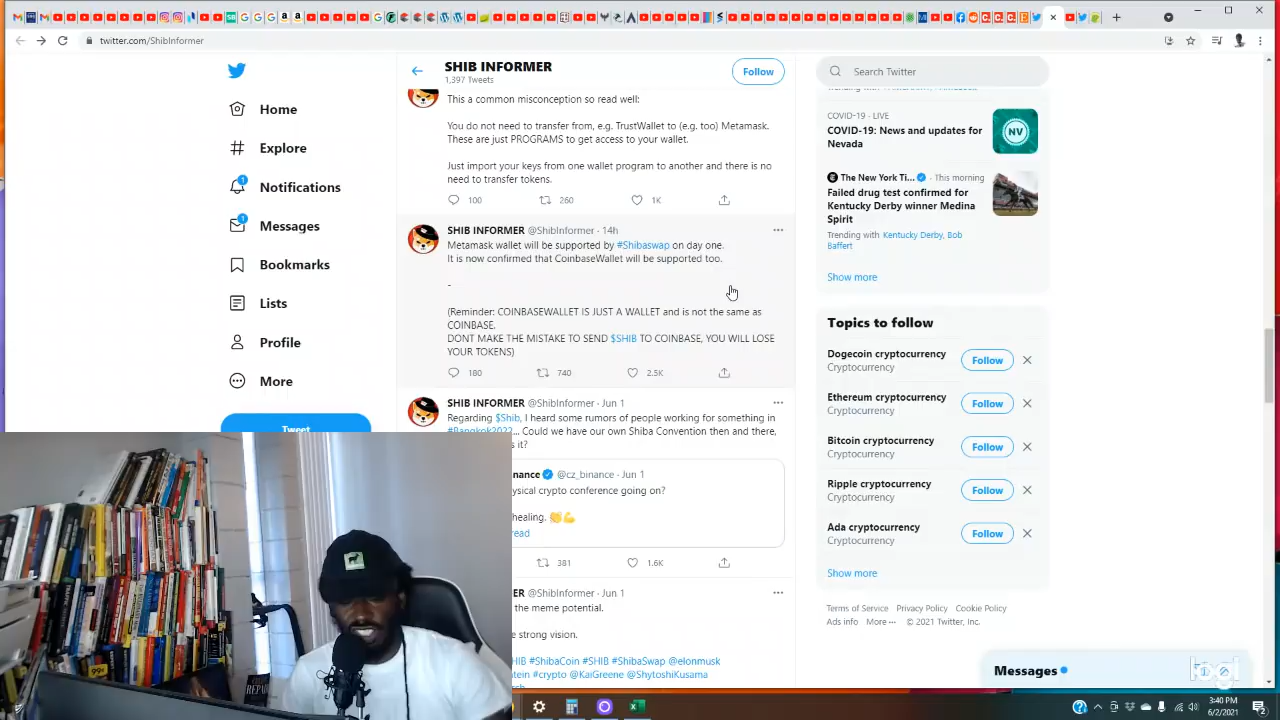 twitter.com/ShibInformer
SHIB INFORMER
1,397 Tweets
Follow
Search Twitter
Home
Explore
Notifications
1
Messages
1
Bookmarks
Lists
Profile
More
Tweet
This a common misconception so read well:
You do not need to transfer from, e.g. TrustWallet to (e.g. too) Metamask.
These are just PROGRAMS to get access to your wallet.
Just import your keys from one wallet program to another and there is no
need to transfer tokens.
100 260 1K
SHIB INFORMER @ShibInformer · 14h
Metamask wallet will be supported by #Shibaswap on day one.
It is now confirmed that CoinbaseWallet will be supported too.
-
(Reminder: COINBASEWALLET IS JUST A WALLET and is not the same as
COINBASE.
DONT MAKE THE MISTAKE TO SEND $SHIB TO COINBASE, YOU WILL LOSE
YOUR TOKENS)
180 740 2.5K
SHIB INFORMER @ShibInformer · Jun 1
Regarding $Shib, I heard some rumors of people working for something in
#Bangkok2022... Could we have our own Shiba Convention then and there,
s it?
nance @cz_binance · Jun 1
ysical crypto conference going on?
healing.
read
381 1.6K
ER @ShibInformer · Jun 1
the meme potential.
e strong vision.
HIB #ShibaCoin #SHIB #ShibaSwap @elonmusk
tein #crypto @KaiGreene @ShytoshiKusama
COVID-19 · LIVE
COVID-19: News and updates for
Nevada
NV
The New York Ti... · This morning
Failed drug test confirmed for
Kentucky Derby winner Medina
Spirit
Trending with Kentucky Derby, Bob
Baffert
Show more
Topics to follow
Dogecoin cryptocurrency
Cryptocurrency
Follow
Ethereum cryptocurrency
Cryptocurrency
Follow
Bitcoin cryptocurrency
Cryptocurrency
Follow
Ripple cryptocurrency
Cryptocurrency
Follow
Ada cryptocurrency
Cryptocurrency
Follow
Show more
Terms of Service Privacy Policy Cookie Policy
Ads info More ··· © 2021 Twitter, Inc.
Messages
3:40 PM
6/2/2021
2